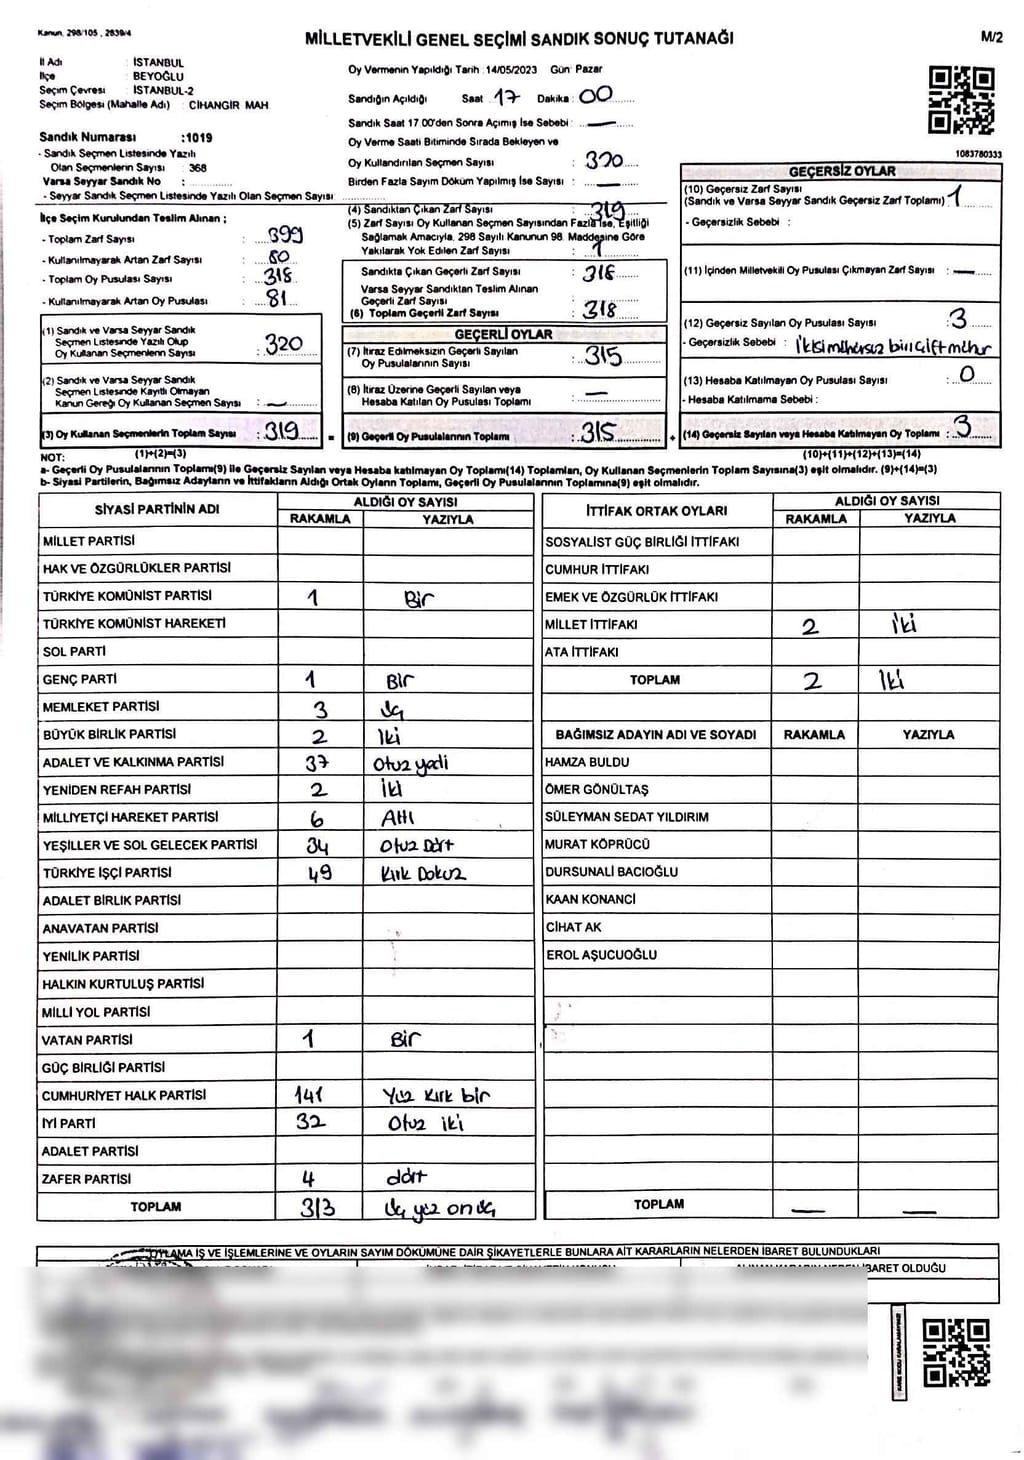 Kanun, 298/105, 2839/4
MİLLETVEKİLİ GENEL SEÇİMİ SANDIK SONUÇ TUTANAĞI
M/2
İl Adı : İSTANBUL
İlçe : BEYOĞLU
Seçim Çevresi : İSTANBUL-2
Seçim Bölgesi (Mahalle Adı) : CİHANGİR MAH
Sandık Numarası :1019
- Sandık Seçmen Listesinde Yazılı
Olan Seçmenlerin Sayısı : 368
Varsa Seyyar Sandık No :
- Seyyar Sandık Seçmen Listesinde Yazılı Olan Seçmen Sayısı
İlçe Seçim Kurulundan Teslim Alınan ;
- Toplam Zarf Sayısı : 399
- Kullanılmayarak Artan Zarf Sayısı : 80
- Toplam Oy Pusulası Sayısı : 318
- Kullanılmayarak Artan Oy Pusulası : 81
(1) Sandık ve Varsa Seyyar Sandık
Seçmen Listesinde Yazılı Olup
Oy Kullanan Seçmenlerin Sayısı : 320
(2) Sandık ve Varsa Seyyar Sandık
Seçmen Listesinde Kayıtlı Olmayan
Kanun Gereği Oy Kullanan Seçmen Sayısı : —
(3) Oy Kullanan Seçmenlerin Toplam Sayısı : 319
Oy Vermenin Yapıldığı Tarih :14/05/2023 Gün: Pazar
Sandığın Açıldığı Saat : 17 Dakika : 00
Sandık Saat 17.00'den Sonra Açımış İse Sebebi : —
Oy Verme Saati Bitiminde Sırada Bekleyen ve
Oy Kullandırılan Seçmen Sayısı : 320
Birden Fazla Sayım Döküm Yapılmış İse Sayısı : —
(4) Sandıktan Çıkan Zarf Sayısı : 319
(5) Zarf Sayısı Oy Kullanan Seçmen Sayısından Fazla İse, Eşitliği
Sağlamak Amacıyla, 298 Sayılı Kanunun 98. Maddesine Göre
Yakılarak Yok Edilen Zarf Sayısı : 1
Sandıkta Çıkan Geçerli Zarf Sayısı : 318
Varsa Seyyar Sandıktan Teslim Alınan
Geçerli Zarf Sayısı
(6) Toplam Geçerli Zarf Sayısı : 318
GEÇERLİ OYLAR
(7) İtiraz Edilmeksizin Geçerli Sayılan
Oy Pusulalarının Sayısı : 315
(8) İtiraz Üzerine Geçerli Sayılan veya
Hesaba Katılan Oy Pusulası Toplamı : —
= (9) Geçerli Oy Pusulalarının Toplamı : 315
1083780333
GEÇERSİZ OYLAR
(10) Geçersiz Zarf Sayısı
(Sandık ve Varsa Seyyar Sandık Geçersiz Zarf Toplamı) : 1
- Geçersizlik Sebebi :
(11) İçinden Milletvekili Oy Pusulası Çıkmayan Zarf Sayısı : —
(12) Geçersiz Sayılan Oy Pusulası Sayısı : 3
- Geçersizlik Sebebi : İkisi mühersüz biri çift mühür
(13) Hesaba Katılmayan Oy Pusulası Sayısı : 0
- Hesaba Katılmama Sebebi :
+ (14) Geçersiz Sayılan veya Hesaba Katılmayan Oy Toplamı : 3
NOT: (1)+(2)=(3) (10)+(11)+(12)+(13)=(14)
a- Geçerli Oy Pusulalarının Toplamı(9) ile Geçersiz Sayılan veya Hesaba katılmayan Oy Toplamı(14) Toplamları, Oy Kullanan Seçmenlerin Toplam Sayısına(3) eşit olmalıdır. (9)+(14)=(3)
b- Siyasi Partilerin, Bağımsız Adayların ve İttifakların Aldığı Ortak Oyların Toplamı, Geçerli Oy Pusulalarının Toplamına(9) eşit olmalıdır.
SİYASİ PARTİNİN ADI ALDIĞI OY SAYISI
RAKAMLA YAZIYLA
MİLLET PARTİSİ
HAK VE ÖZGÜRLÜKLER PARTİSİ
TÜRKİYE KOMÜNİST PARTİSİ 1 Bir
TÜRKİYE KOMÜNİST HAREKETİ
SOL PARTİ
GENÇ PARTİ 1 Bir
MEMLEKET PARTİSİ 3 üç
BÜYÜK BİRLİK PARTİSİ 2 İki
ADALET VE KALKINMA PARTİSİ 37 Otuz yedi
YENİDEN REFAH PARTİSİ 2 İki
MİLLİYETÇİ HAREKET PARTİSİ 6 Altı
YEŞİLLER VE SOL GELECEK PARTİSİ 34 Otuz Dört
TÜRKİYE İŞÇİ PARTİSİ 49 Kırk Dokuz
ADALET BİRLİK PARTİSİ
ANAVATAN PARTİSİ
YENİLİK PARTİSİ
HALKIN KURTULUŞ PARTİSİ
MİLLİ YOL PARTİSİ
VATAN PARTİSİ 1 Bir
GÜÇ BİRLİĞİ PARTİSİ
CUMHURİYET HALK PARTİSİ 141 Yüz Kırk bir
İYİ PARTİ 32 Otuz iki
ADALET PARTİSİ
ZAFER PARTİSİ 4 dört
TOPLAM 313 üç yüz on üç
İTTİFAK ORTAK OYLARI ALDIĞI OY SAYISI
RAKAMLA YAZIYLA
SOSYALİST GÜÇ BİRLİĞİ İTTİFAKI
CUMHUR İTTİFAKI
EMEK VE ÖZGÜRLÜK İTTİFAKI
MİLLET İTTİFAKI 2 İki
ATA İTTİFAKI
TOPLAM 2 İki
BAĞIMSIZ ADAYIN ADI VE SOYADI RAKAMLA YAZIYLA
HAMZA BULDU
ÖMER GÖNÜLTAŞ
SÜLEYMAN SEDAT YILDIRIM
MURAT KÖPRÜCÜ
DURSUNALİ BACIOĞLU
KAAN KONANCİ
CİHAT AK
EROL AŞUCUOĞLU
TOPLAM — —
OYLAMA İŞ VE İŞLEMLERİNE VE OYLARIN SAYIM DÖKÜMÜNE DAİR ŞİKAYETLERLE BUNLARA AİT KARARLARIN NELERDEN İBARET BULUNDUKLARI
İBARET OLDUĞU